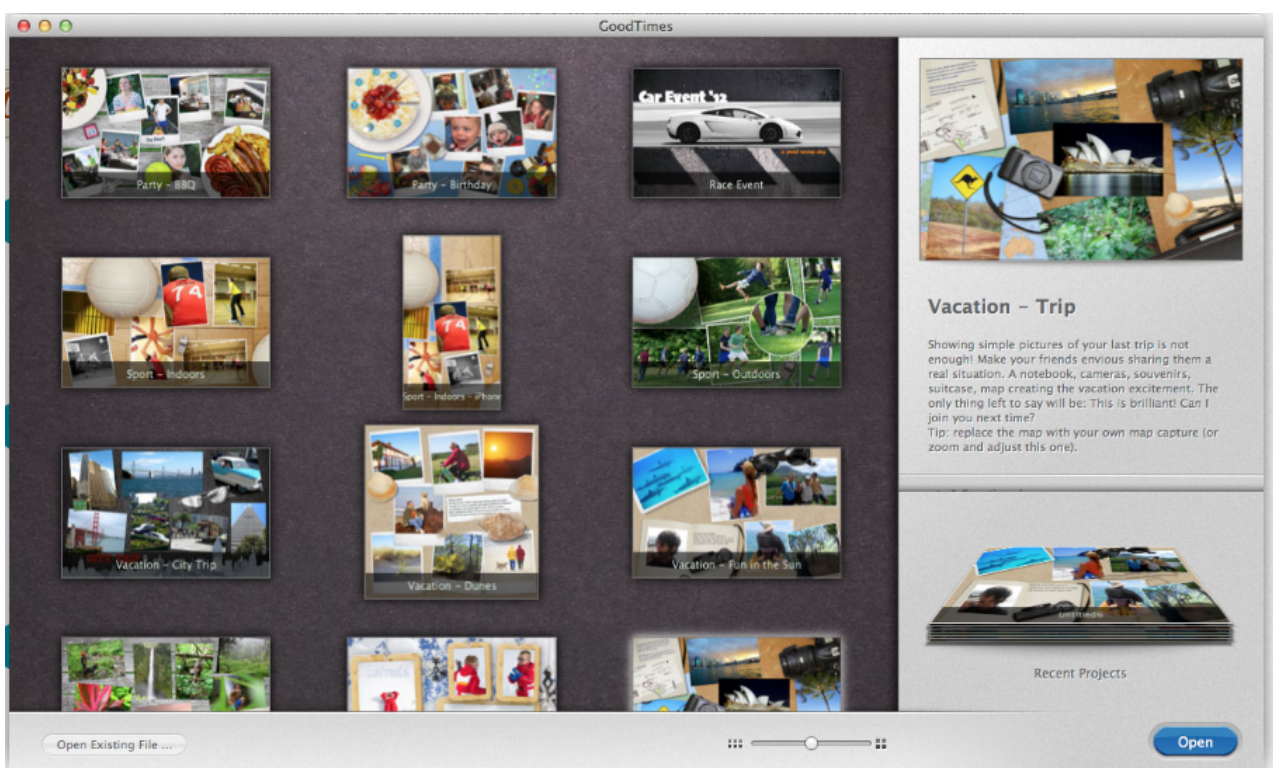 GoodTimes
Party - BBQ
Party - Birthday
Car Event '12
Race Event
Sport - Indoors
Sport - Indoors - iPhone
Sport - Outdoors
74
74
Vacation - City Trip
Vacation - Dunes
Vacation - Fun in the Sun
Vacation - Trip
Showing simple pictures of your last trip is not
enough! Make your friends envious sharing them a
real situation. A notebook, cameras, souvenirs,
suitcase, map creating the vacation excitement. The
only thing left to say will be: This is brilliant! Can I
join you next time?
Tip: replace the map with your own map capture (or
zoom and adjust this one).
Recent Projects
Open Existing File ...
Open